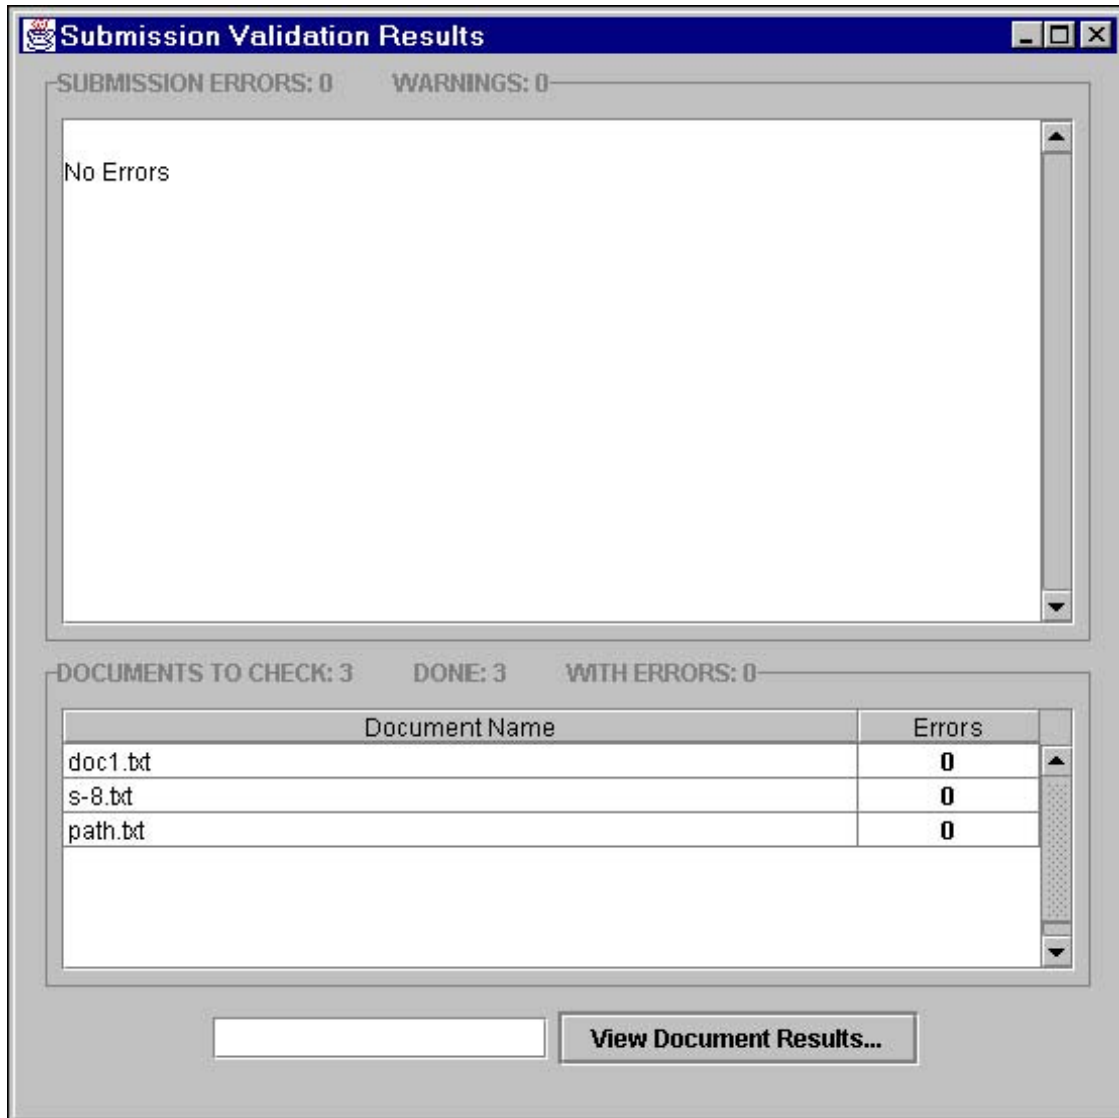 Submission Validation Results
SUBMISSION ERRORS: 0 WARNINGS: 0
No Errors
DOCUMENTS TO CHECK: 3 DONE: 3 WITH ERRORS: 0
Document Name Errors
doc1.txt 0
s-8.txt 0
path.txt 0
View Document Results...